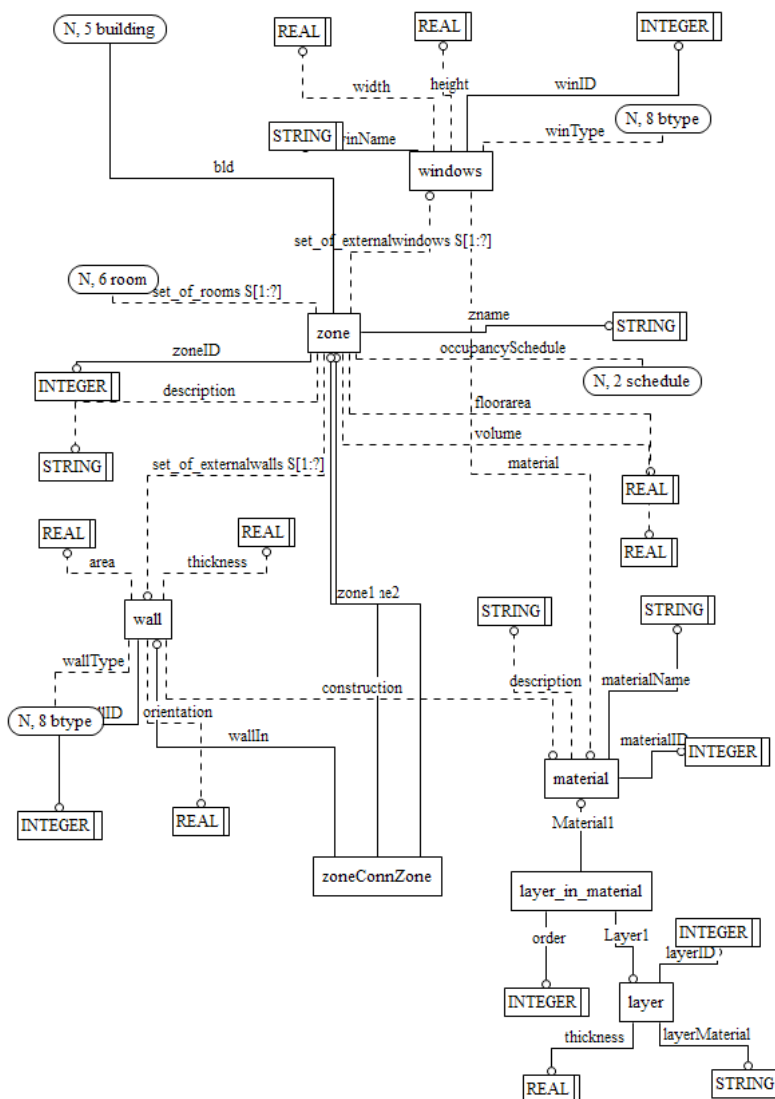 N, 5 building
REAL
REAL
INTEGER
width
height
winID
N, 8 btype
STRING
inName
winType
windows
bld
set_of_externalwindows S[1:?]
N, 6 room
set_of_rooms S[1:?]
zname
STRING
zone
zoneID
occupancySchedule
INTEGER
N, 2 schedule
description
floorarea
volume
STRING
set_of_externalwalls S[1:?]
material
REAL
REAL
REAL
REAL
area
thickness
zone1
ne2
STRING
STRING
wall
wallType
description
materialName
construction
N, 8 btype
ID
orientation
wallIn
materialID
INTEGER
material
INTEGER
REAL
Material1
zoneConnZone
layer_in_material
order
Layer1
INTEGER
layerID
INTEGER
layer
thickness
layerMaterial
REAL
STRING